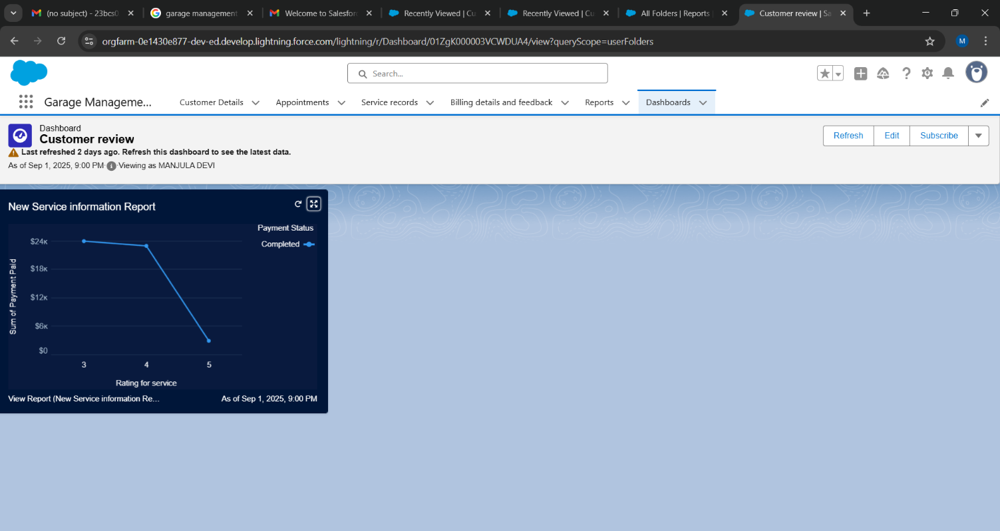 (no subject) - 23bcs0
garage management
Welcome to Salesforc
Recently Viewed | Cu
Recently Viewed | Cu
All Folders | Reports
Customer review | Sa
orgfarm-0e1430e877-dev-ed.develop.lightning.force.com/lightning/r/Dashboard/01ZgK000003VCWDUA4/view?queryScope=userFolders
M
Search...
Garage Manageme...
Customer Details
Appointments
Service records
Billing details and feedback
Reports
Dashboards
Dashboard
Customer review
Last refreshed 2 days ago. Refresh this dashboard to see the latest data.
As of Sep 1, 2025, 9:00 PM·Viewing as MANJULA DEVI
Refresh
Edit
Subscribe
New Service information Report
Payment Status
Completed
Sum of Payment Paid
$24K
$18K
$12K
$6K
$0
3 4 5
Rating for service
View Report (New Service information Re...
As of Sep 1, 2025, 9:00 PM